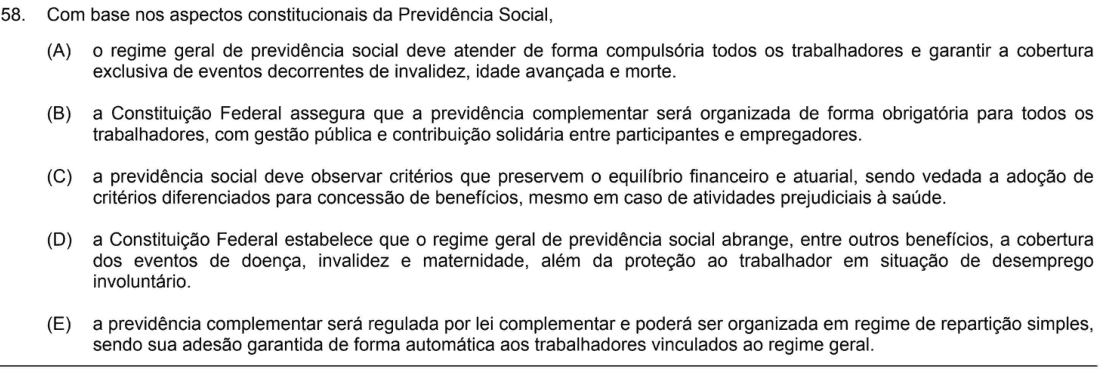 58. Com base nos aspectos constitucionais da Previdência Social,
(A) o regime geral de previdência social deve atender de forma compulsória todos os trabalhadores e garantir a cobertura
exclusiva de eventos decorrentes de invalidez, idade avançada e morte.
(B) a Constituição Federal assegura que a previdência complementar será organizada de forma obrigatória para todos os
trabalhadores, com gestão pública e contribuição solidária entre participantes e empregadores.
(C) a previdência social deve observar critérios que preservem o equilíbrio financeiro e atuarial, sendo vedada a adoção de
critérios diferenciados para concessão de benefícios, mesmo em caso de atividades prejudiciais à saúde.
(D) a Constituição Federal estabelece que o regime geral de previdência social abrange, entre outros benefícios, a cobertura
dos eventos de doença, invalidez e maternidade, além da proteção ao trabalhador em situação de desemprego
involuntário.
(E) a previdência complementar será regulada por lei complementar e poderá ser organizada em regime de repartição simples,
sendo sua adesão garantida de forma automática aos trabalhadores vinculados ao regime geral.